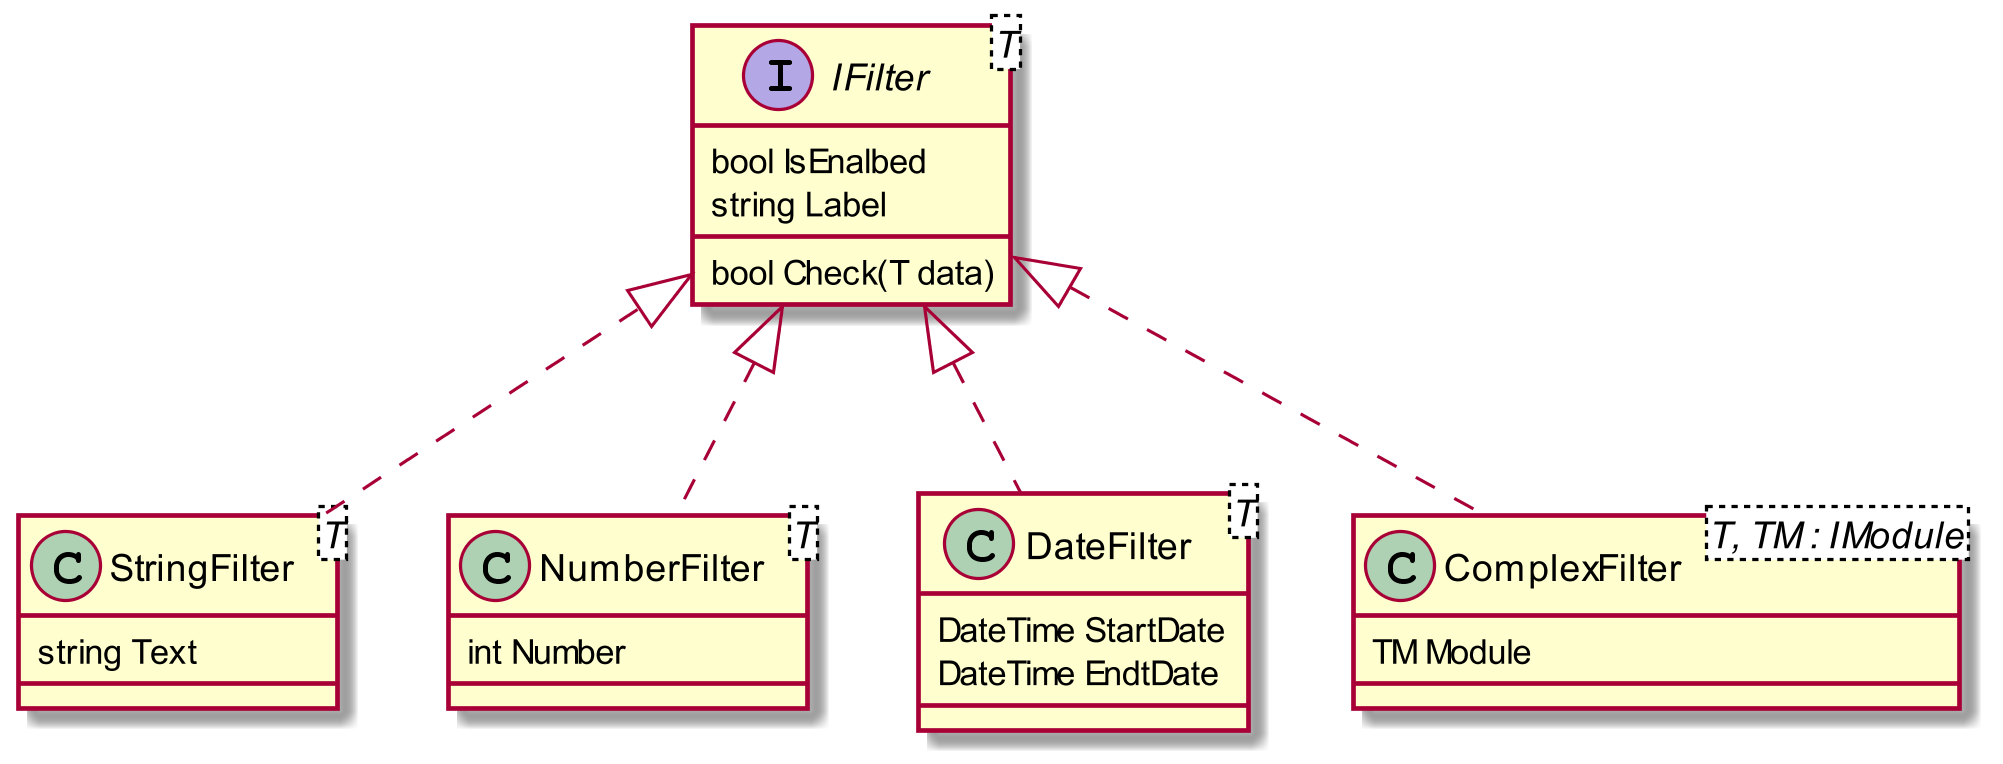 T
I IFilter
bool IsEnalbed
string Label
bool Check(T data)
T
C StringFilter
string Text
T
C NumberFilter
int Number
T
C DateFilter
DateTime StartDate
DateTime EndtDate
T, TM : IModule
C ComplexFilter
TM Module